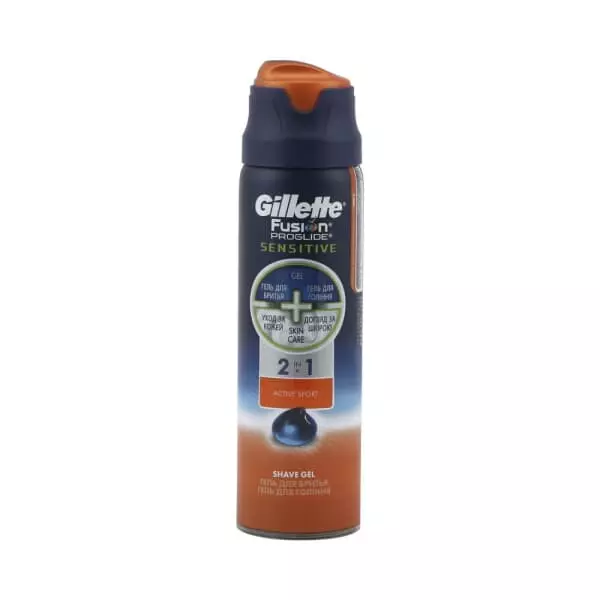 Gillette
Fusion
PROGLIDE
SENSITIVE
GEL
ГЕЛЬ ДЛЯ БРИТЬЯ
ГЕЛЬ ДЛЯ ГОЛІННЯ
УХОД ЗА КОЖЕЙ
SKIN CARE
ДОГЛЯД ЗА ШКІРОЮ
2 IN 1
ACTIVE SPORT
SHAVE GEL
ГЕЛЬ ДЛЯ БРИТЬЯ
ГЕЛЬ ДЛЯ ГОЛІННЯ